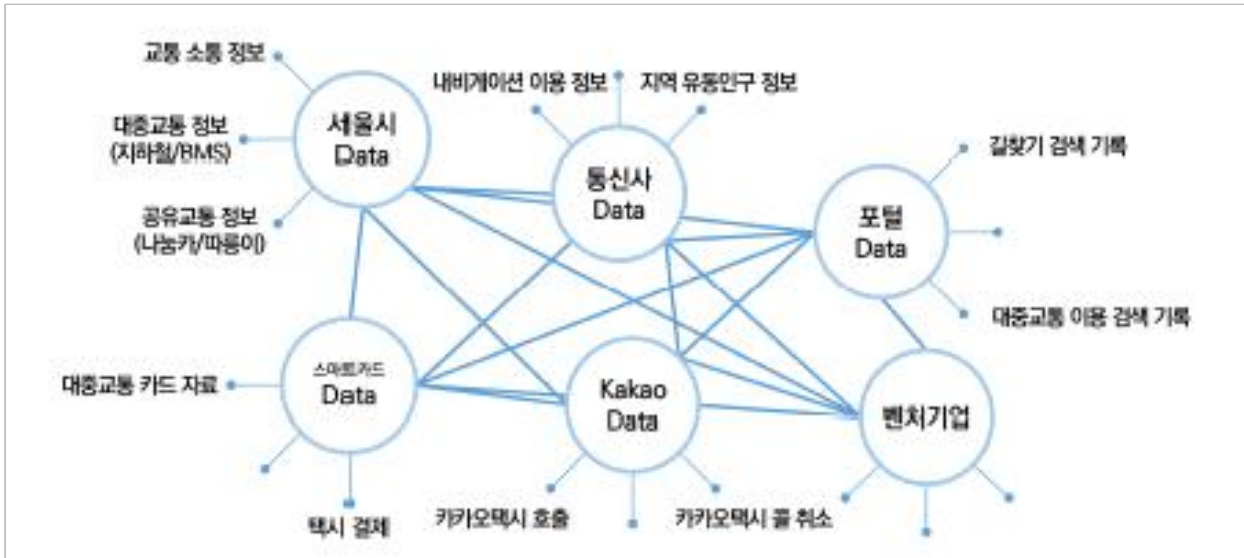 교통 소통 정보
대중교통 정보
(지하철/BMS)
공유교통 정보
(나눔카/따릉이)
세울시
Data
내비게이션 이용 정보
지역 유동인구 정보
통신사
Data
길찾기 검색 기록
포털
Data
대중교통 이용 검색 기록
대중교통 카드 자료
스마트카드
Data
택시 결제
Kakao
Data
카카오택시 호출
카카오택시 콜 취소
벤처기업